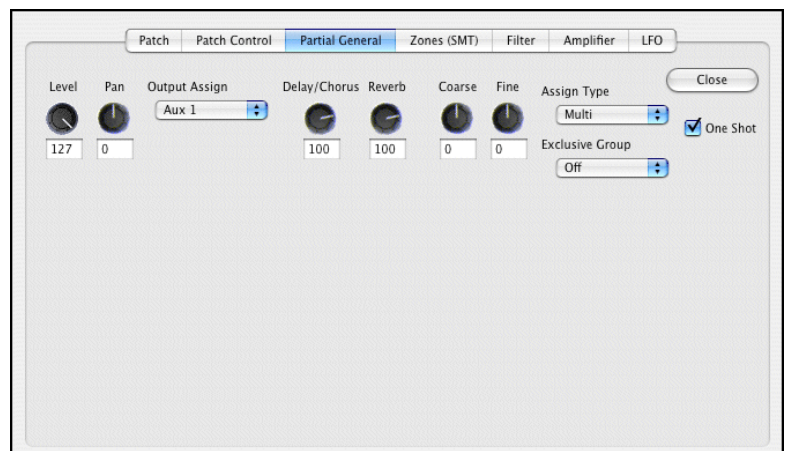 Patch Patch Control Partial General Zones (SMT) Filter Amplifier LFO
Level Pan Output Assign Delay/Chorus Reverb Coarse Fine Assign Type Close
Aux 1 Multi One Shot
127 0 100 100 0 0 Exclusive Group
Off